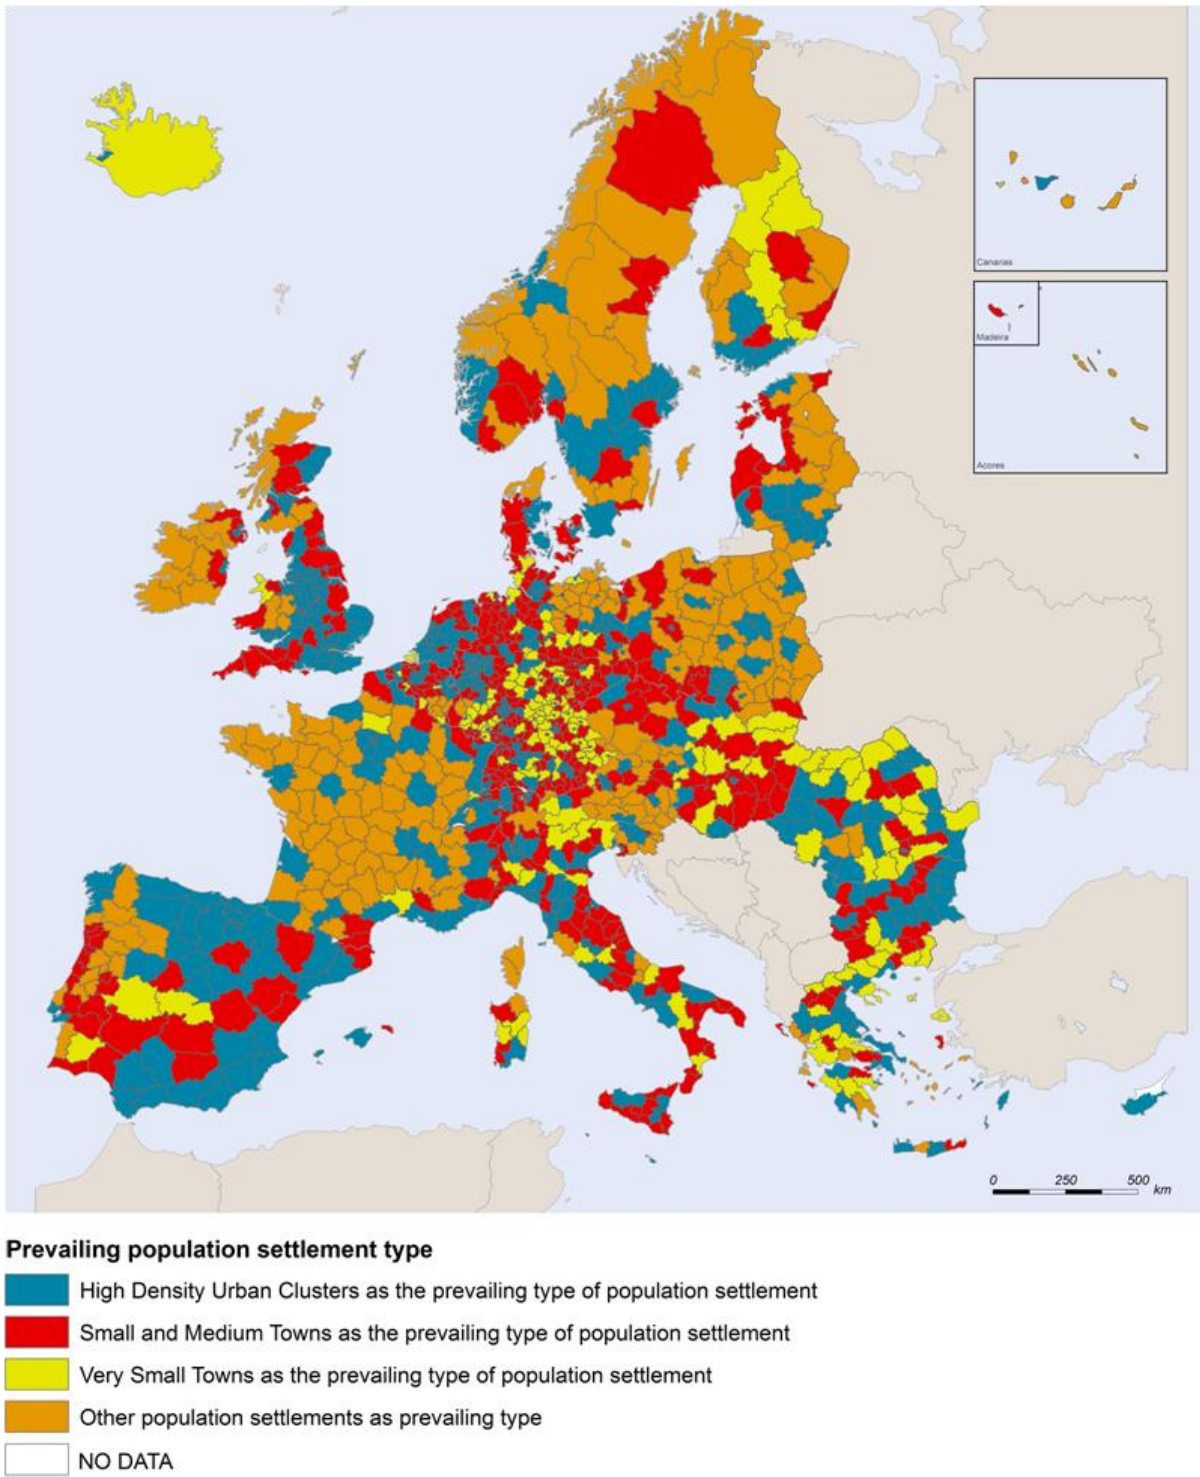 Canarias
Madeira
Acores
0 250 500
km
Prevailing population settlement type
High Density Urban Clusters as the prevailing type of population settlement
Small and Medium Towns as the prevailing type of population settlement
Very Small Towns as the prevailing type of population settlement
Other population settlements as prevailing type
NO DATA